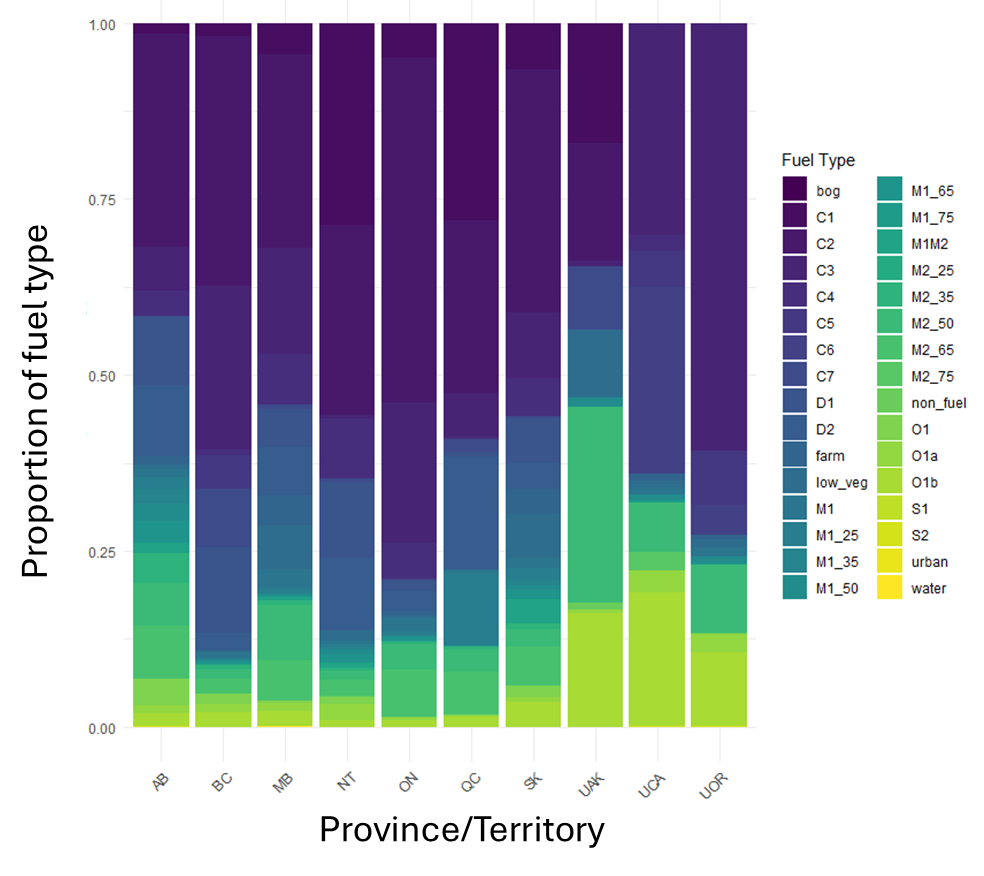 Proportion of fuel type
1.00
0.75
0.50
0.25
0.00
AB
BC
MB
NT
ON
QC
SK
UAK
UCA
UOR
Province/Territory
Fuel Type
bog
C1
C2
C3
C4
C5
C6
C7
D1
D2
farm
low_veg
M1
M1_25
M1_35
M1_50
M1_65
M1_75
M1M2
M2_25
M2_35
M2_50
M2_65
M2_75
non_fuel
O1
O1a
O1b
S1
S2
urban
water